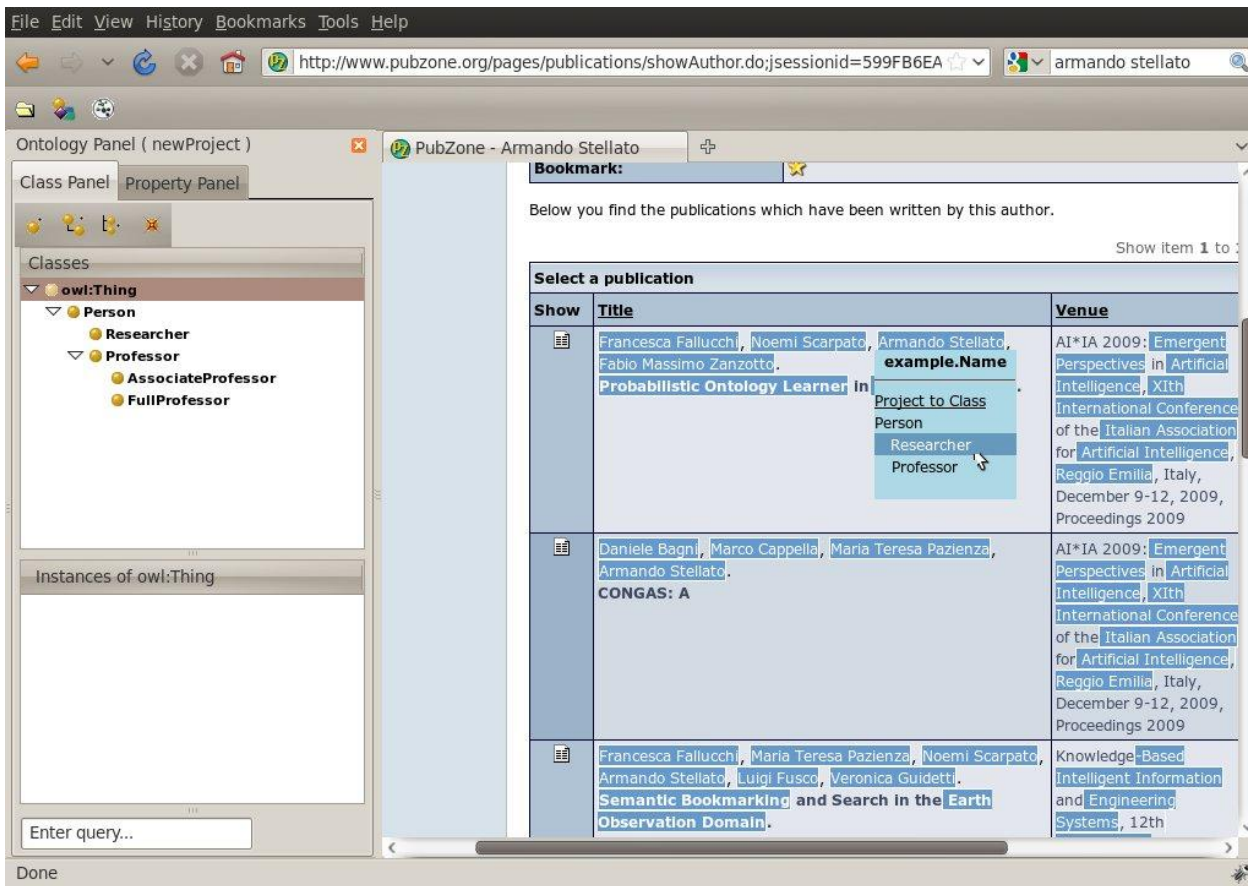 File Edit View History Bookmarks Tools Help
http://www.pubzone.org/pages/publications/showAuthor.do;jsessionid=599FB6EA
armando stellato
Ontology Panel ( newProject )
Class Panel Property Panel
Classes
owl:Thing
Person
Researcher
Professor
AssociateProfessor
FullProfessor
Instances of owl:Thing
Enter query...
PubZone - Armando Stellato
Bookmark:
Below you find the publications which have been written by this author.
Show item 1 to
Select a publication
Show Title Venue
Francesca Fallucchi, Noemi Scarpato, Armando Stellato,
Fabio Massimo Zanzotto.
Probabilistic Ontology Learner in
.
example.Name
Project to Class
Person
Researcher
Professor
AI*IA 2009: Emergent
Perspectives in Artificial
Intelligence, XIth
International Conference
of the Italian Association
for Artificial Intelligence,
Reggio Emilia, Italy,
December 9-12, 2009,
Proceedings 2009
Daniele Bagni, Marco Cappella, Maria Teresa Pazienza,
Armando Stellato.
CONGAS: A
AI*IA 2009: Emergent
Perspectives in Artificial
Intelligence, XIth
International Conference
of the Italian Association
for Artificial Intelligence,
Reggio Emilia, Italy,
December 9-12, 2009,
Proceedings 2009
Francesca Fallucchi, Maria Teresa Pazienza, Noemi Scarpato,
Armando Stellato, Luigi Fusco, Veronica Guidetti.
Semantic Bookmarking and Search in the Earth
Observation Domain.
Knowledge-Based
Intelligent Information
and Engineering
Systems, 12th
Done